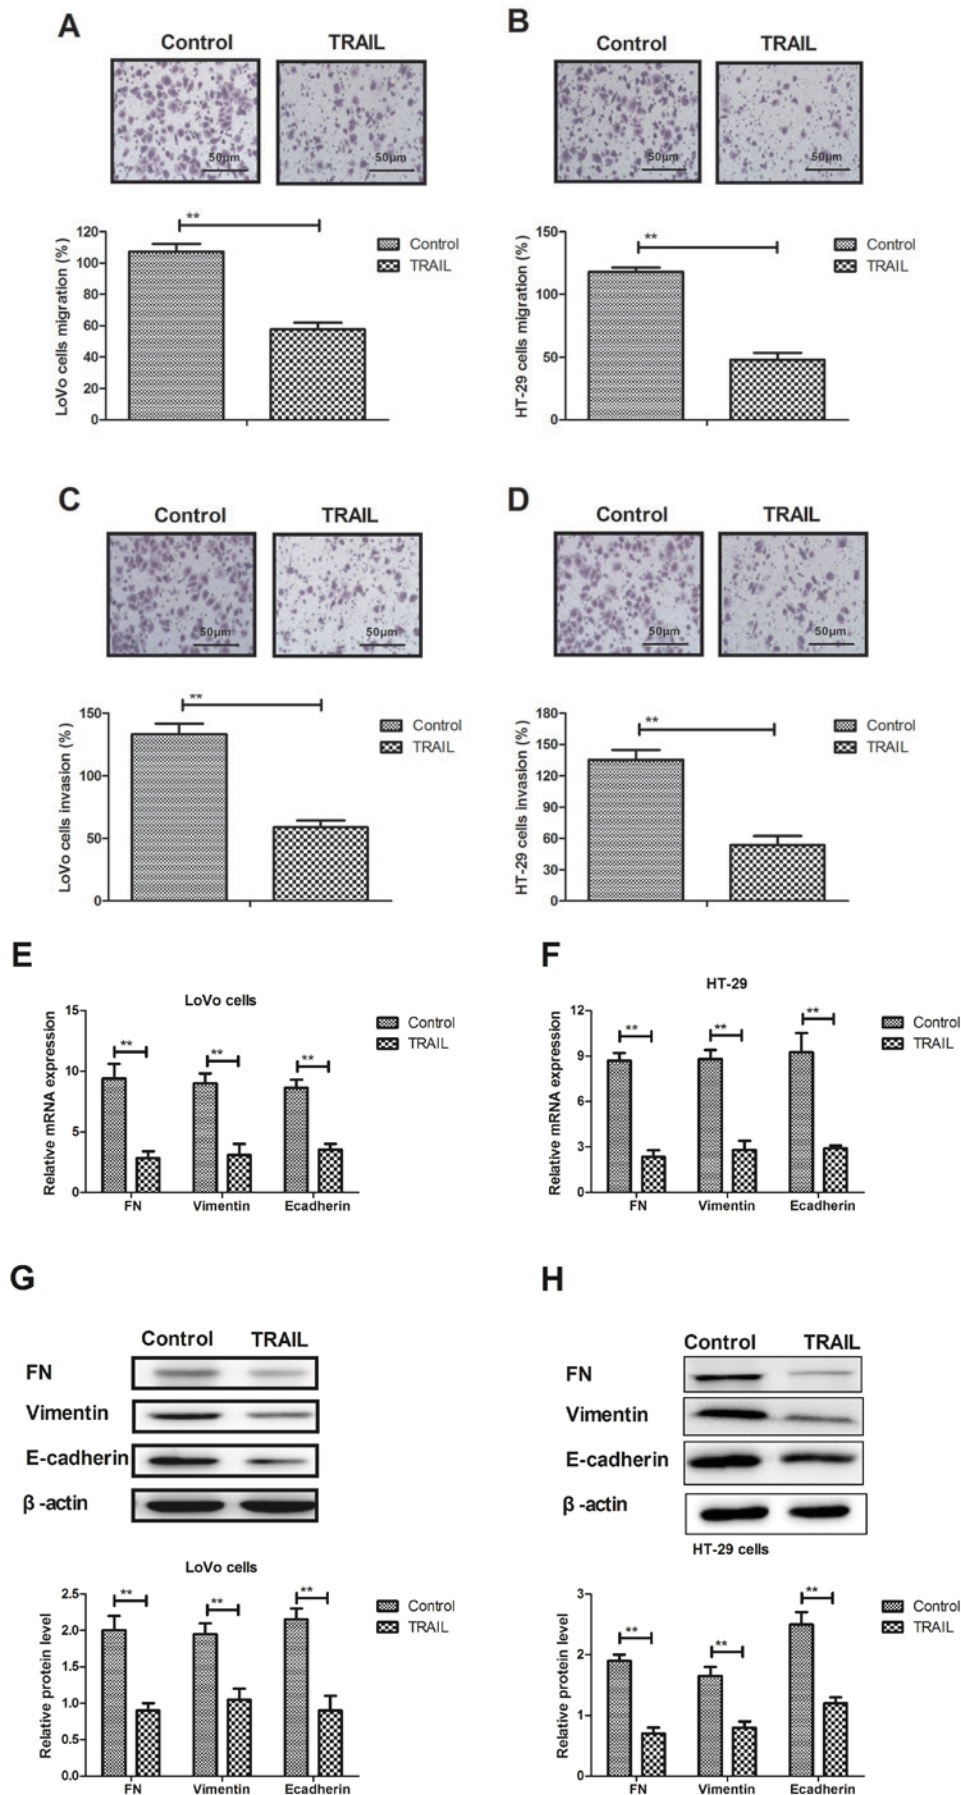 A
Control
TRAIL
50μm
50μm
**
120
100
80
60
40
20
0
LoVo cells migration (%)
Control
TRAIL
B
Control
TRAIL
50μm
50μm
**
150
100
50
0
HT-29 cells migration (%)
Control
TRAIL
C
Control
TRAIL
50μm
50μm
**
150
100
50
0
LoVo cells invasion (%)
Control
TRAIL
D
Control
TRAIL
50μm
50μm
**
180
150
120
90
60
30
0
HT-29 cells invasion (%)
Control
TRAIL
E
LoVo cells
15
10
5
0
Relative mRNA expression
**
**
**
FN
Vimentin
Ecadherin
Control
TRAIL
F
HT-29
12
9
6
3
0
Relative mRNA expression
**
**
**
FN
Vimentin
Ecadherin
Control
TRAIL
G
Control
TRAIL
FN
Vimentin
E-cadherin
β -actin
LoVo cells
2.5
2.0
1.5
1.0
0.5
0.0
Relative protein level
**
**
**
FN
Vimentin
Ecadherin
Control
TRAIL
H
Control
TRAIL
FN
Vimentin
E-cadherin
β -actin
HT-29 cells
3
2
1
0
Relative protein level
**
**
**
FN
Vimentin
Ecadherin
Control
TRAIL